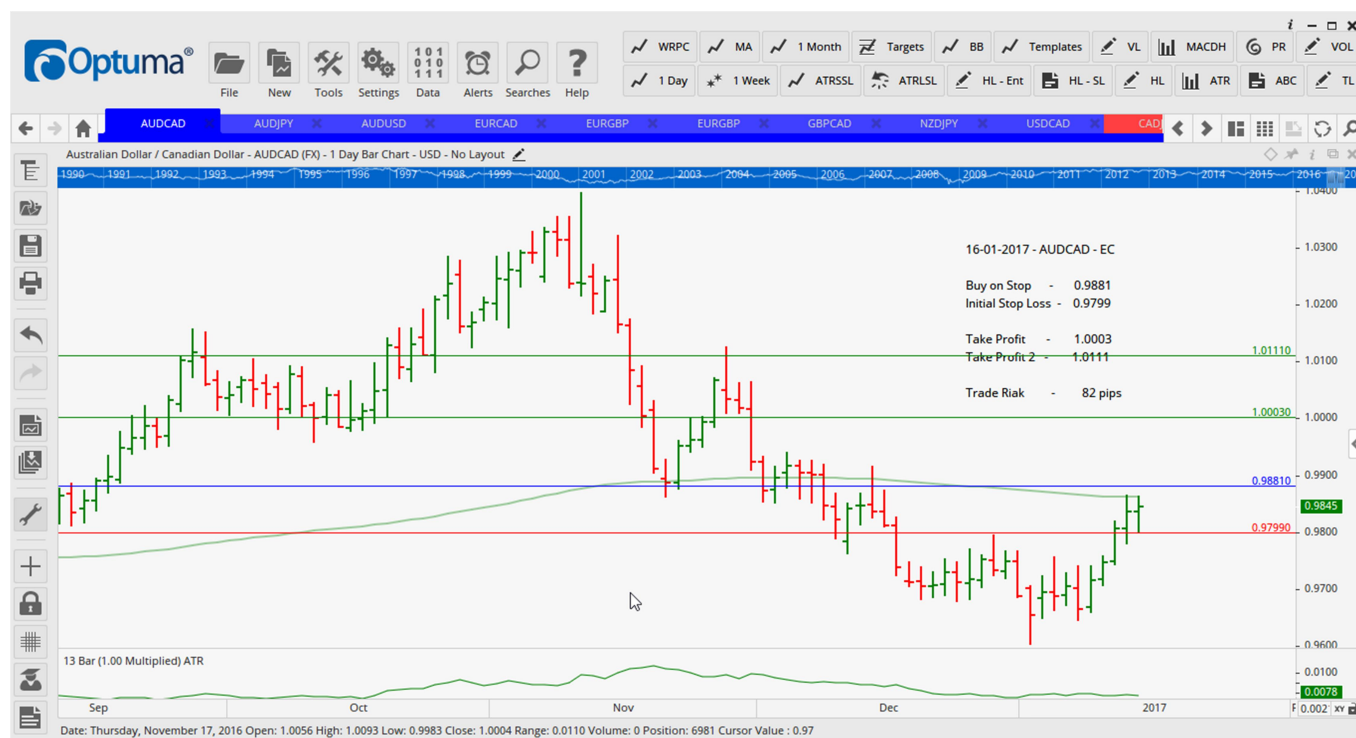 i
Optuma®
File New Tools Settings Data Alerts Searches Help
101
010
111
WRPC MA 1 Month Targets BB Templates VL MACDH PR VOL
1 Day 1 Week ATRSSL ATRLSL HL - Ent HL - SL HL ATR ABC TL
AUDCAD AUDJPY AUDUSD EURCAD EURGBP EURGBP GBPCAD NZDJPY USDCAD CADJ
Australian Dollar / Canadian Dollar - AUDCAD (FX) - 1 Day Bar Chart - USD - No Layout
1990 1991 1992 1993 1994 1995 1996 1997 1998 1999 2000 2001 2002 2003 2004 2005 2006 2007 2008 2009 2010 2011 2012 2013 2014 2015 2016 20
1.0400
16-01-2017 - AUDCAD - EC
1.0300
Buy on Stop - 0.9881
Initial Stop Loss - 0.9799
1.0200
Take Profit - 1.0003
Take Profit 2 - 1.0111
1.01110
1.0100
Trade Riak - 82 pips
1.00030
1.0000
0.9900
0.98810
0.9845
0.97990
0.9800
0.9700
0.9600
13 Bar (1.00 Multiplied) ATR
0.0100
0.0078
0.002
XY
Sep Oct Nov Dec 2017 F
Date: Thursday, November 17, 2016 Open: 1.0056 High: 1.0093 Low: 0.9983 Close: 1.0004 Range: 0.0110 Volume: 0 Position: 6981 Cursor Value : 0.97